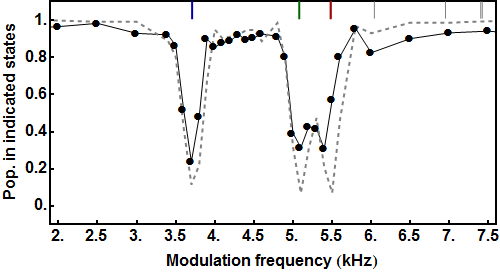 1.
0.8
0.6
0.4
0.2
0.
Pop. in indicated states
2. 2.5 3. 3.5 4. 4.5 5. 5.5 6. 6.5 7. 7.5
Modulation frequency (kHz)